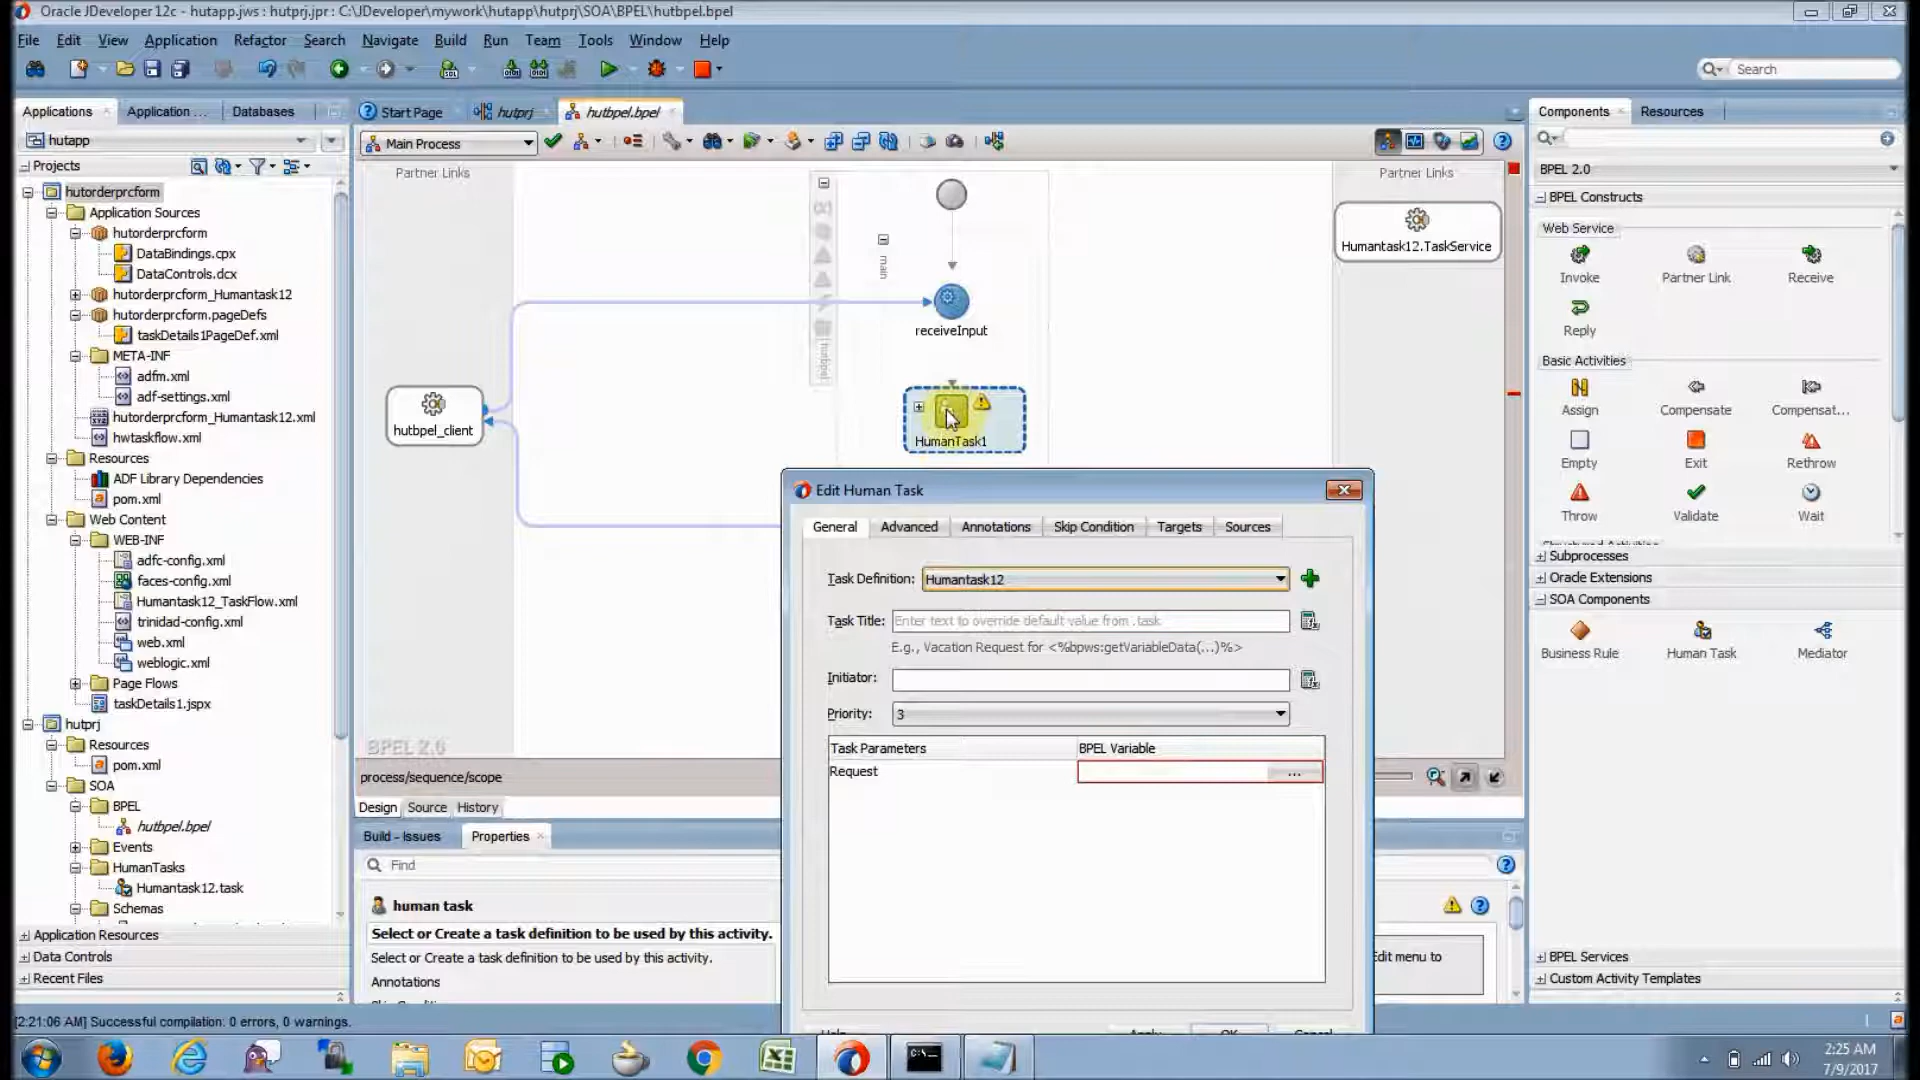 Oracle JDeveloper 12c - hutapp.jws : hutprj.jpr : C:\JDeveloper\mywork\hutapp\hutprj\SOA\BPEL\hutbpel.bpel
File Edit View Application Refactor Search Navigate Build Run Team Tools Window Help
Search
Applications Application ... Databases
Start Page hutprj hutbpel.bpel
Components Resources
hutapp
Main Process
Projects
BPEL 2.0
hutorderprcform
Application Sources
hutorderprcform
DataBindings.cpx
DataControls.dcx
hutorderprcform_Humantask12
hutorderprcform.pageDefs
taskDetails1PageDef.xml
META-INF
adfm.xml
adf-settings.xml
hutorderprcform_Humantask12.xml
hwtaskflow.xml
Resources
ADF Library Dependencies
pom.xml
Web Content
WEB-INF
adfc-config.xml
faces-config.xml
Humantask12_TaskFlow.xml
trinidad-config.xml
web.xml
weblogic.xml
Page Flows
taskDetails1.jspx
hutprj
Resources
pom.xml
SOA
BPEL
hutbpel.bpel
Events
HumanTasks
Humantask12.task
Schemas
Application Resources
Data Controls
Recent Files
Partner Links
Partner Links
main
hutbpel
receiveInput
hutbpel_client
HumanTask1
Humantask12.TaskService
BPEL 2.0
process/sequence/scope
Design Source History
Build - Issues Properties
Find
human task
Select or Create a task definition to be used by this activity.
Select or Create a task definition to be used by this activity.
Annotations
Edit menu to
Edit Human Task
General Advanced Annotations Skip Condition Targets Sources
Task Definition: Humantask12
Task Title: Enter text to override default value from .task
E.g., Vacation Request for <%bpws:getVariableData(...)%>
Initiator:
Priority: 3
Task Parameters BPEL Variable
Request ...
Help Apply OK Cancel
BPEL Constructs
Web Service
Invoke Partner Link Receive
Reply
Basic Activities
Assign Compensate Compensat...
Empty Exit Rethrow
Throw Validate Wait
Structured Activities
Subprocesses
Oracle Extensions
SOA Components
Business Rule Human Task Mediator
BPEL Services
Custom Activity Templates
[2:21:06 AM] Successful compilation: 0 errors, 0 warnings.
2:25 AM
7/9/2017